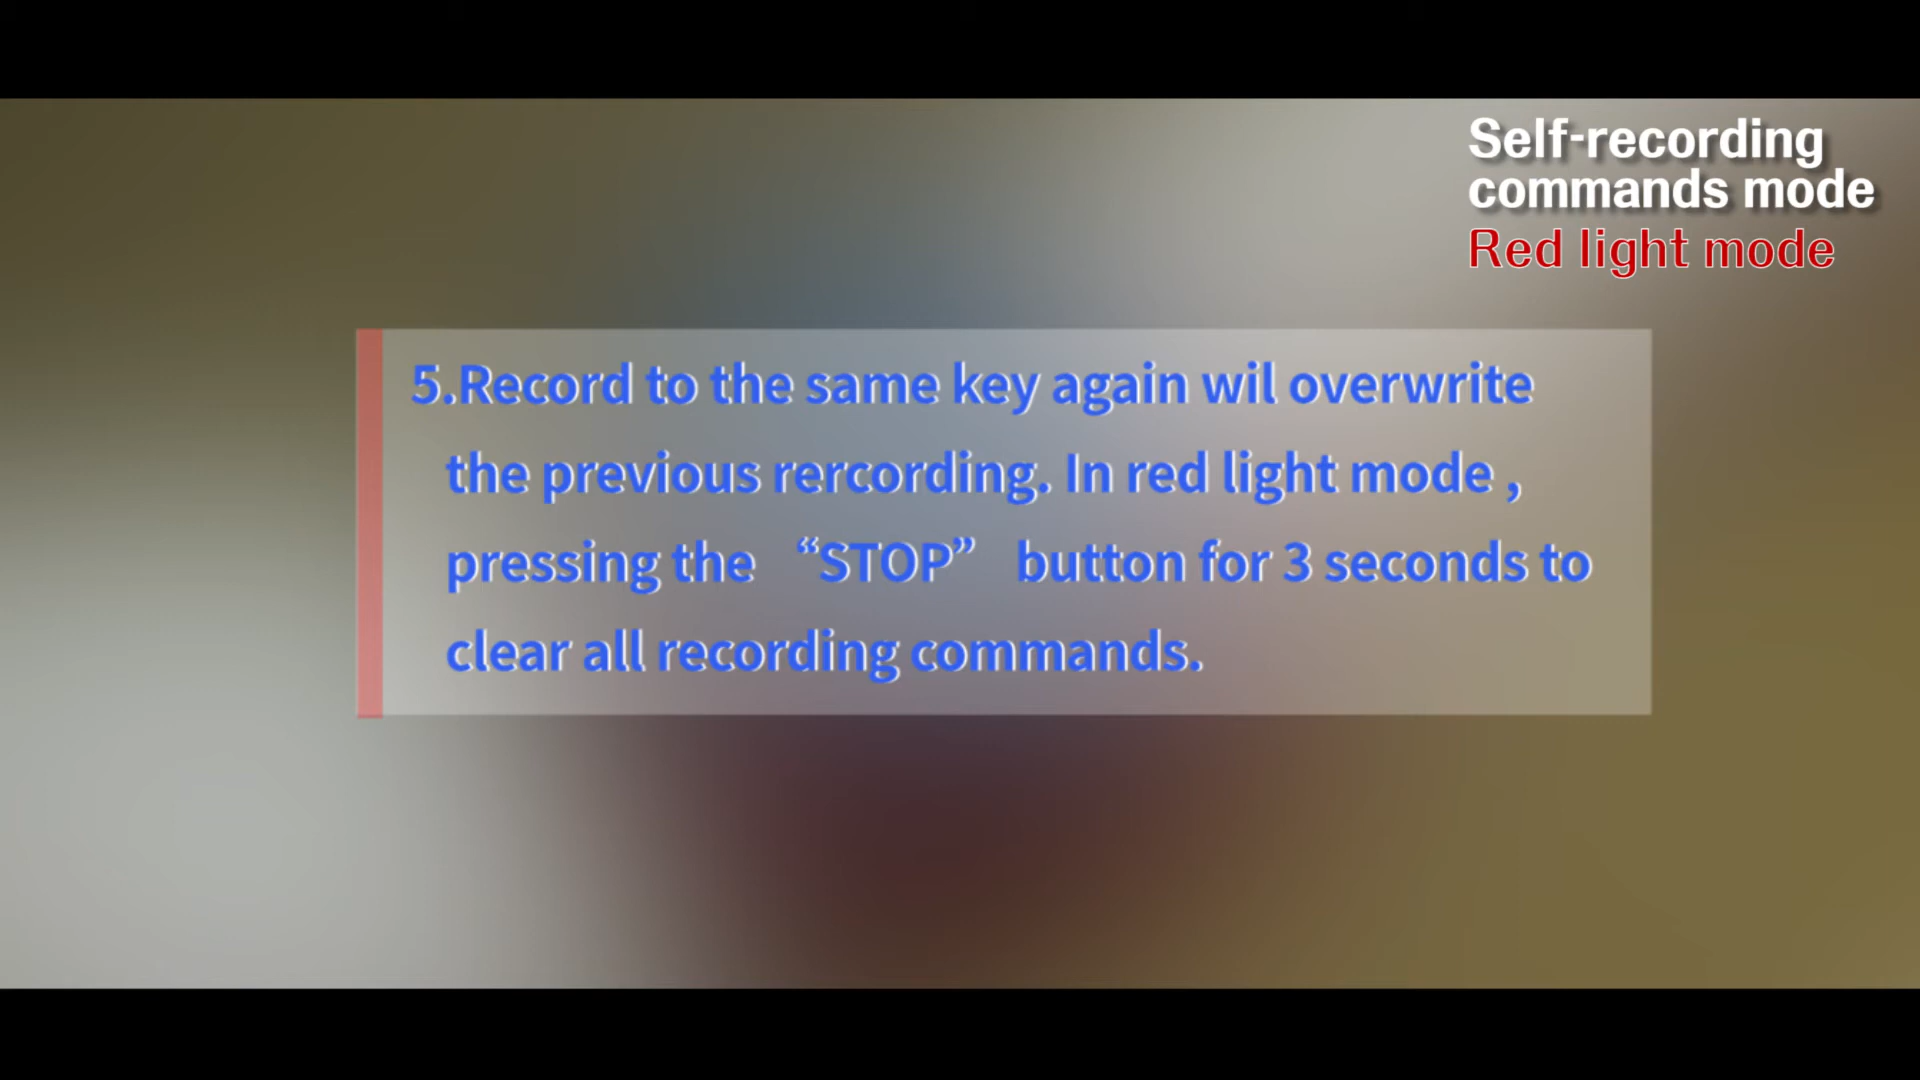 Self-recording
commands mode
Red light mode
5.Record to the same key again wil overwrite
the previous rercording. In red light mode ,
pressing the “STOP” button for 3 seconds to
clear all recording commands.